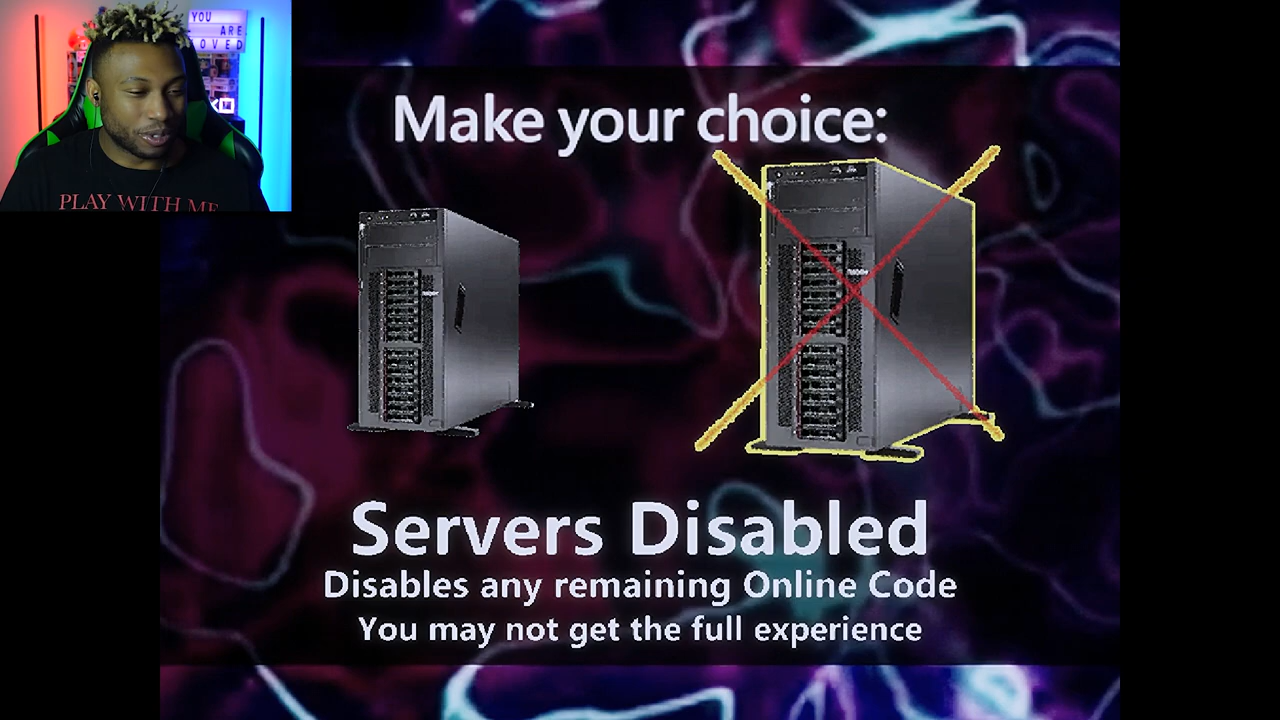 YOU
ARE
OVED
PLAY WITH ME
Make your choice:
Servers Disabled
Disables any remaining Online Code
You may not get the full experience